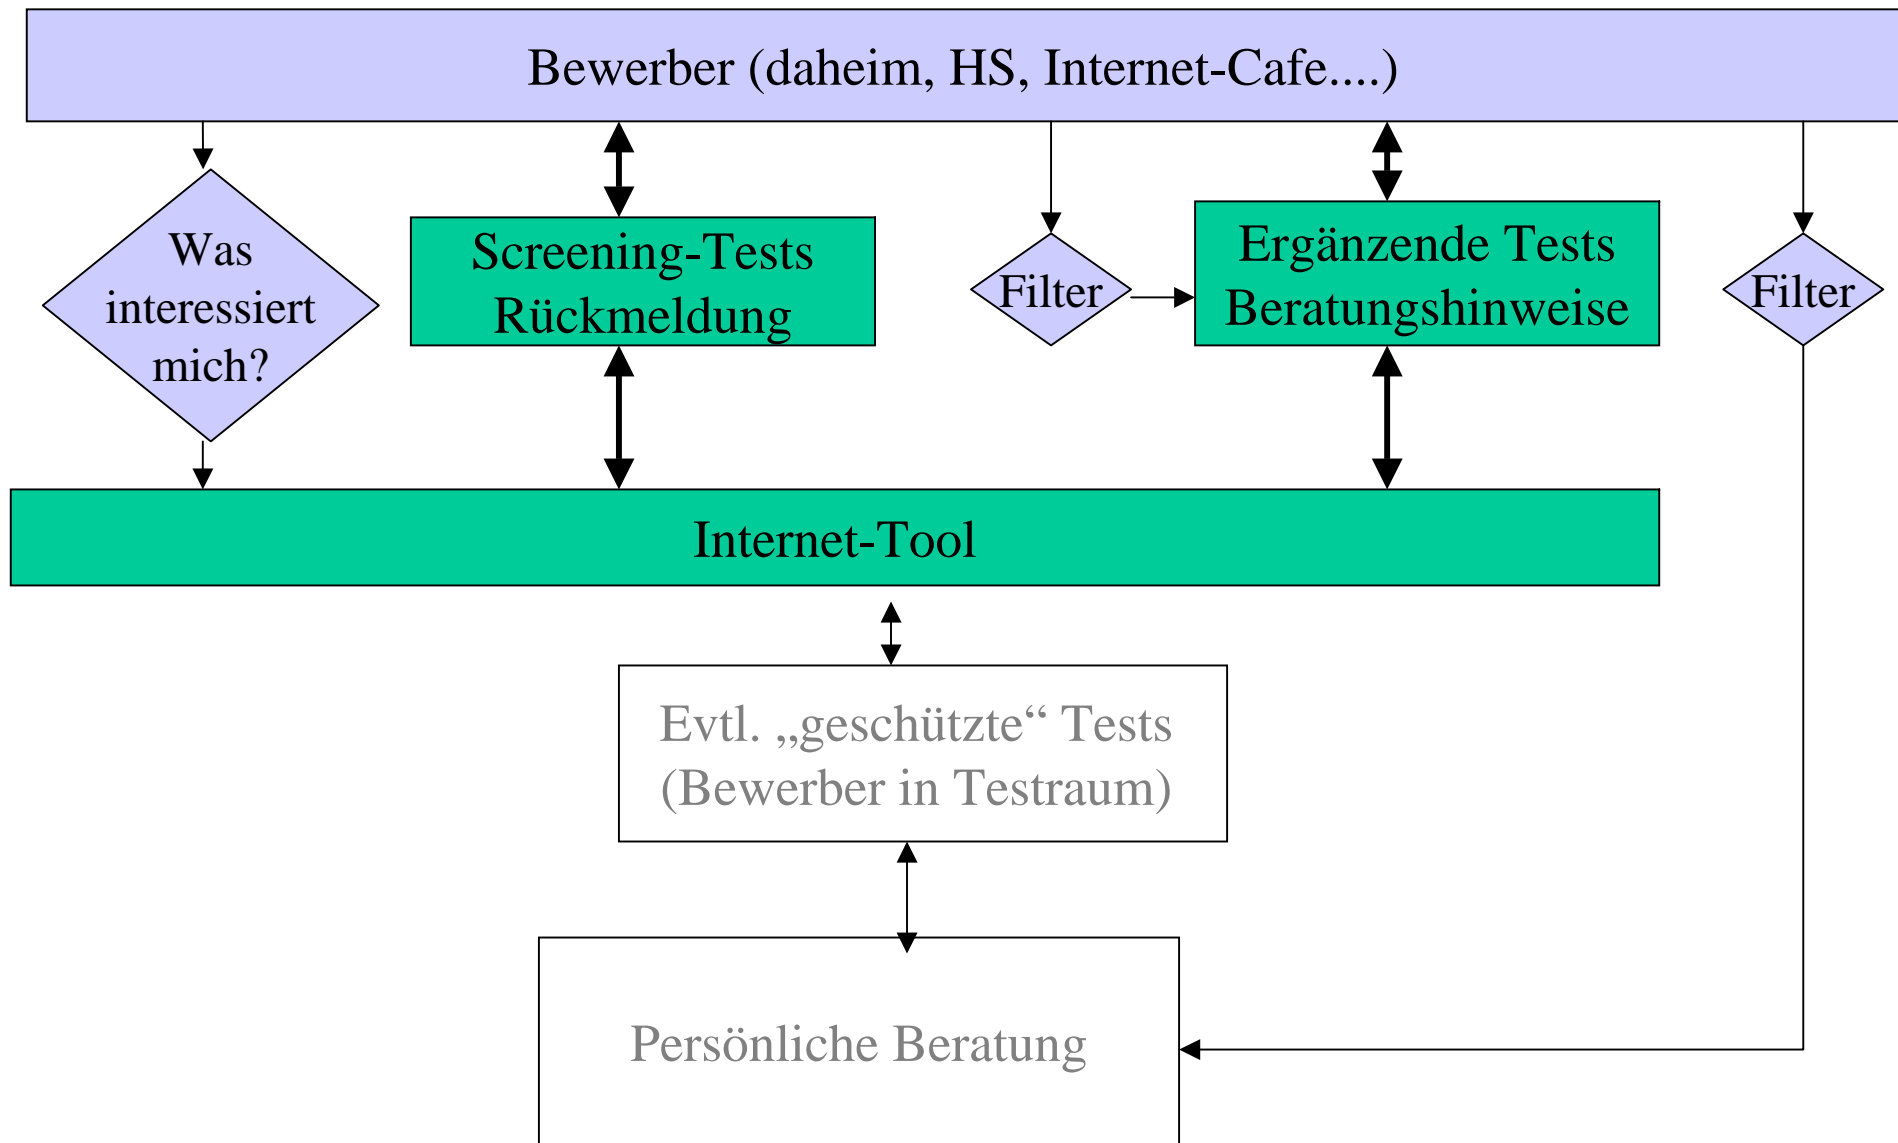 Bewerber (daheim, HS, Internet-Cafe....)
Was
interessiert
mich?
Screening-Tests
Rückmeldung
Filter
Ergänzende Tests
Beratungshinweise
Filter
Internet-Tool
Evtl. „geschützte“ Tests
(Bewerber in Testraum)
Persönliche Beratung